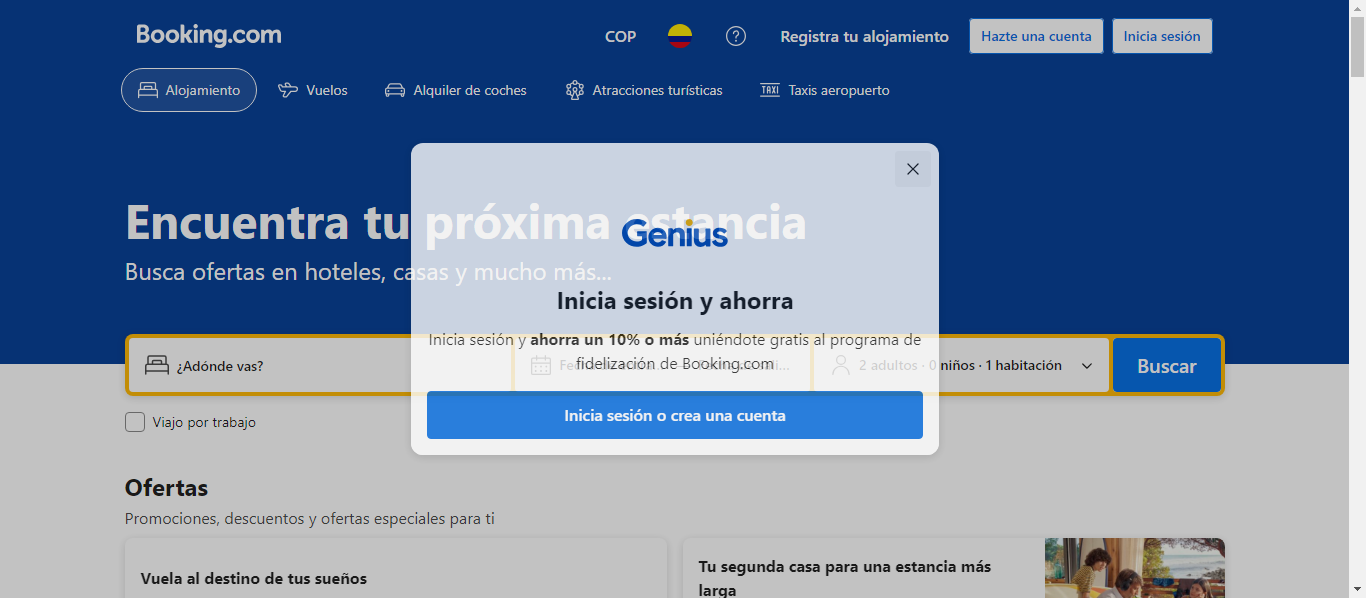 Booking.com
COP
Registra tu alojamiento
Hazte una cuenta
Inicia sesión
Alojamiento
Vuelos
Alquiler de coches
Atracciones turísticas
TAXI
Taxis aeropuerto
Encuentra tu próxima estancia
Busca ofertas en hoteles, casas y mucho más...
Genius
Inicia sesión y ahorra
Inicia sesión y ahorra un 10% o más uniéndote gratis al programa de
fidelización de Booking.com
Inicia sesión o crea una cuenta
¿Adónde vas?
2 adultos · 0 niños · 1 habitación
Buscar
Viajo por trabajo
Ofertas
Promociones, descuentos y ofertas especiales para ti
Vuela al destino de tus sueños
Tu segunda casa para una estancia más
larga